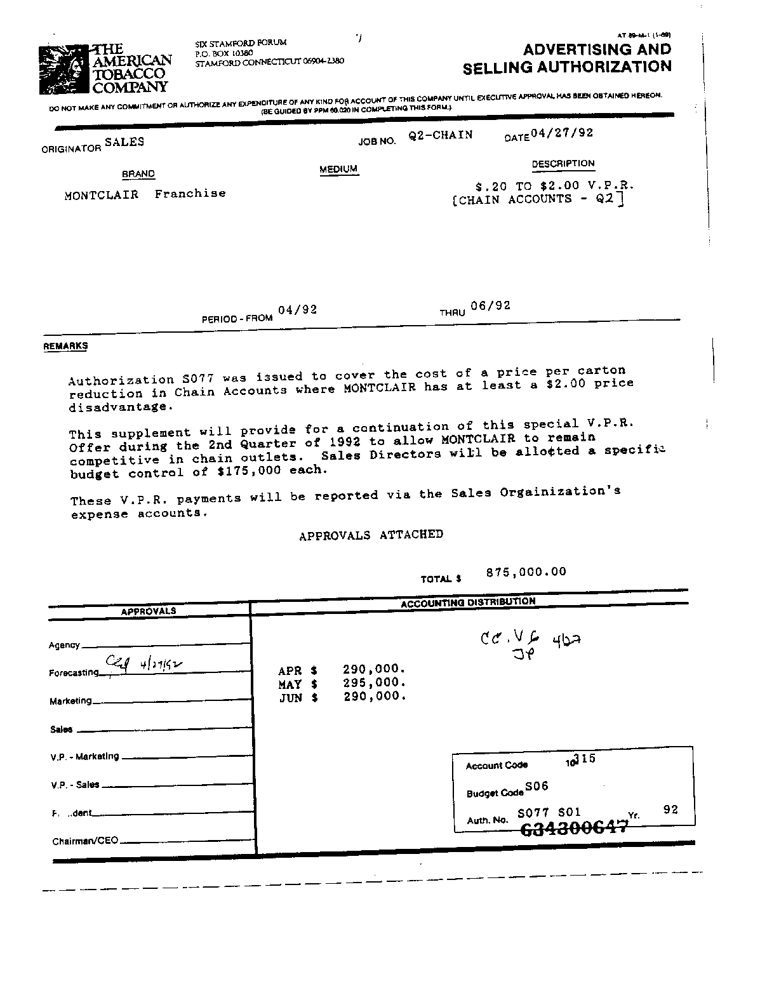 AT 89-M-1 (1-89)
THE
AMERICAN
TOBACCO
COMPANY
SIX STAMFORD FORUM
P.O. BOX 10380
STAMFORD CONNECTICUT 06904-2380
ADVERTISING AND
SELLING AUTHORIZATION
DO NOT MAKE ANY COMMITMENT OR AUTHORIZE ANY EXPENDITURE OF ANY KIND FOR ACCOUNT OF THIS COMPANY UNTIL EXECUTIVE APPROVAL HAS BEEN OBTAINED HEREON.
(BE GUIDED BY PPM 60.020 IN COMPLETING THIS FORM.)
ORIGINATOR SALES JOB NO. Q2-CHAIN DATE 04/27/92
BRAND MEDIUM DESCRIPTION
MONTCLAIR Franchise $.20 TO $2.00 V.P.R.
[CHAIN ACCOUNTS - Q2]
PERIOD - FROM 04/92 THRU 06/92
REMARKS
Authorization S077 was issued to cover the cost of a price per carton
reduction in Chain Accounts where MONTCLAIR has at least a $2.00 price
disadvantage.
This supplement will provide for a continuation of this special V.P.R.
Offer during the 2nd Quarter of 1992 to allow MONTCLAIR to remain
competitive in chain outlets. Sales Directors will be allotted a specific
budget control of $175,000 each.
These V.P.R. payments will be reported via the Sales Orgainization's
expense accounts.
APPROVALS ATTACHED
TOTAL $ 875,000.00
APPROVALS ACCOUNTING DISTRIBUTION
Agency
Forecasting 4/27/92
Marketing
Sales
V.P. - Marketing
V.P. - Sales
dent
Chairman/CEO
4/27
JP
APR $ 290,000.
MAY $ 295,000.
JUN $ 290,000.
Account Code 10315
Budget Code S06
Auth. No. S077 S01 Yr. 92
634300647